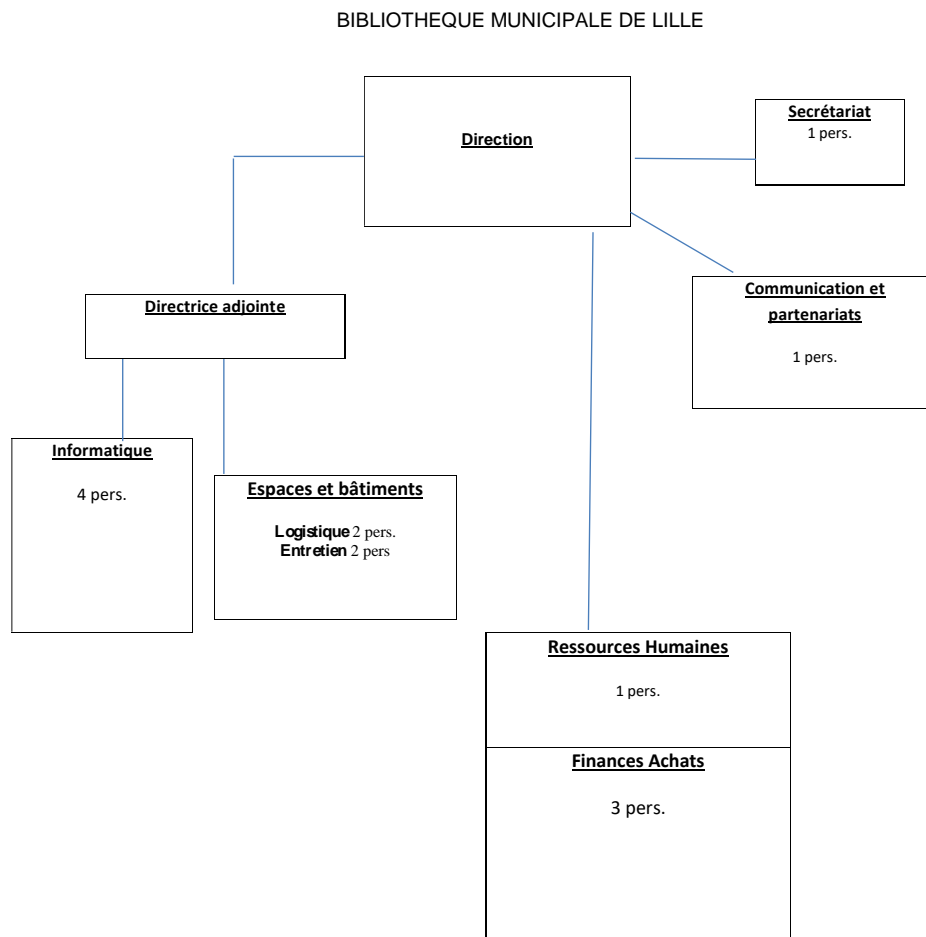 BIBLIOTHEQUE MUNICIPALE DE LILLE
Direction
Secrétariat
1 pers.
Communication et
partenariats
1 pers.
Directrice adjointe
Informatique
4 pers.
Espaces et bâtiments
Logistique 2 pers.
Entretien 2 pers
Ressources Humaines
1 pers.
Finances Achats
3 pers.